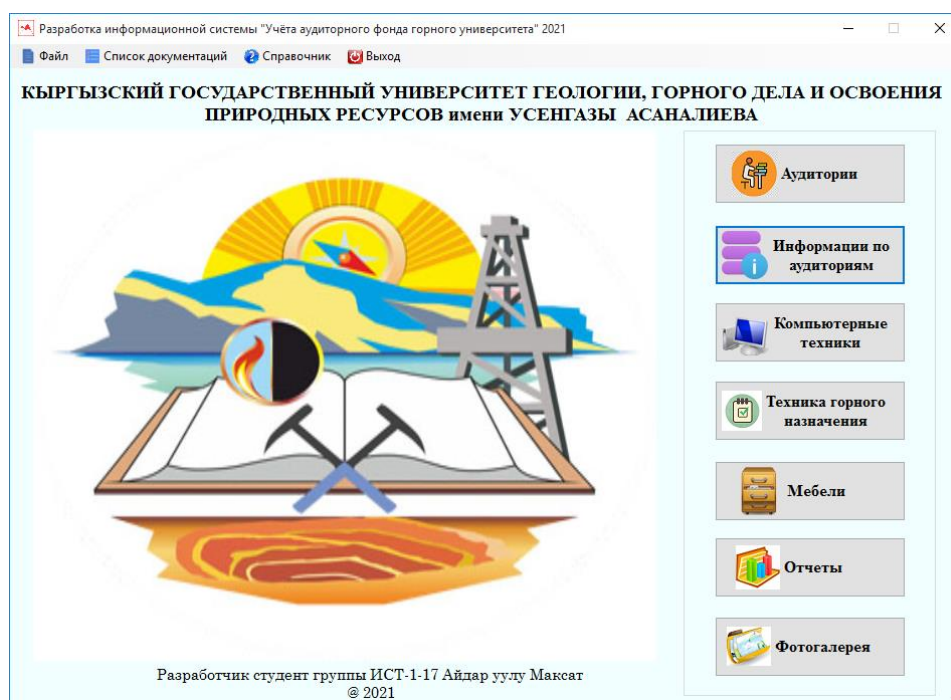 Разработка информационной системы "Учёта аудиторного фонда горного университета" 2021
Файл Список документаций Справочник Выход
КЫРГЫЗСКИЙ ГОСУДАРСТВЕННЫЙ УНИВЕРСИТЕТ ГЕОЛОГИИ, ГОРНОГО ДЕЛА И ОСВОЕНИЯ
ПРИРОДНЫХ РЕСУРСОВ имени УСЕНГАЗЫ АСАНАЛИЕВА
Аудитории
Информации по
аудиториям
Компьютерные
техники
Техника горного
назначения
Мебели
Отчеты
Фотогалерея
Разработчик студент группы ИСТ-1-17 Айдар уулу Максат
@ 2021